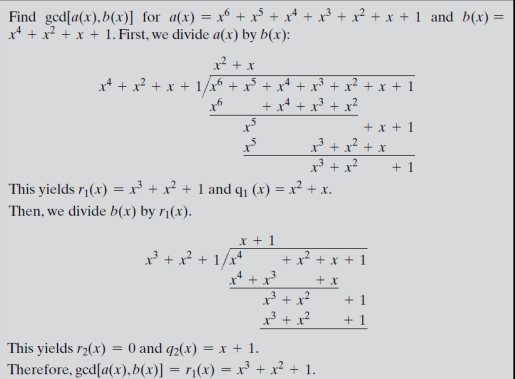 Find gcd[a(x), b(x)] for a(x) = x⁶ + x⁵ + x⁴ + x³ + x² + x + 1 and b(x) =
x⁴ + x² + x + 1. First, we divide a(x) by b(x):
x² + x
x⁴ + x² + x + 1/x⁶ + x⁵ + x⁴ + x³ + x² + x + 1
x⁶ + x⁴ + x³ + x²
x⁵ + x + 1
x⁵ x³ + x² + x
x³ + x² + 1
This yields r₁(x) = x³ + x² + 1 and q₁ (x) = x² + x.
Then, we divide b(x) by r₁(x).
x + 1
x³ + x² + 1/x⁴ + x² + x + 1
x⁴ + x³ + x
x³ + x² + 1
x³ + x² + 1
This yields r₂(x) = 0 and q₂(x) = x + 1.
Therefore, gcd[a(x), b(x)] = r₁(x) = x³ + x² + 1.